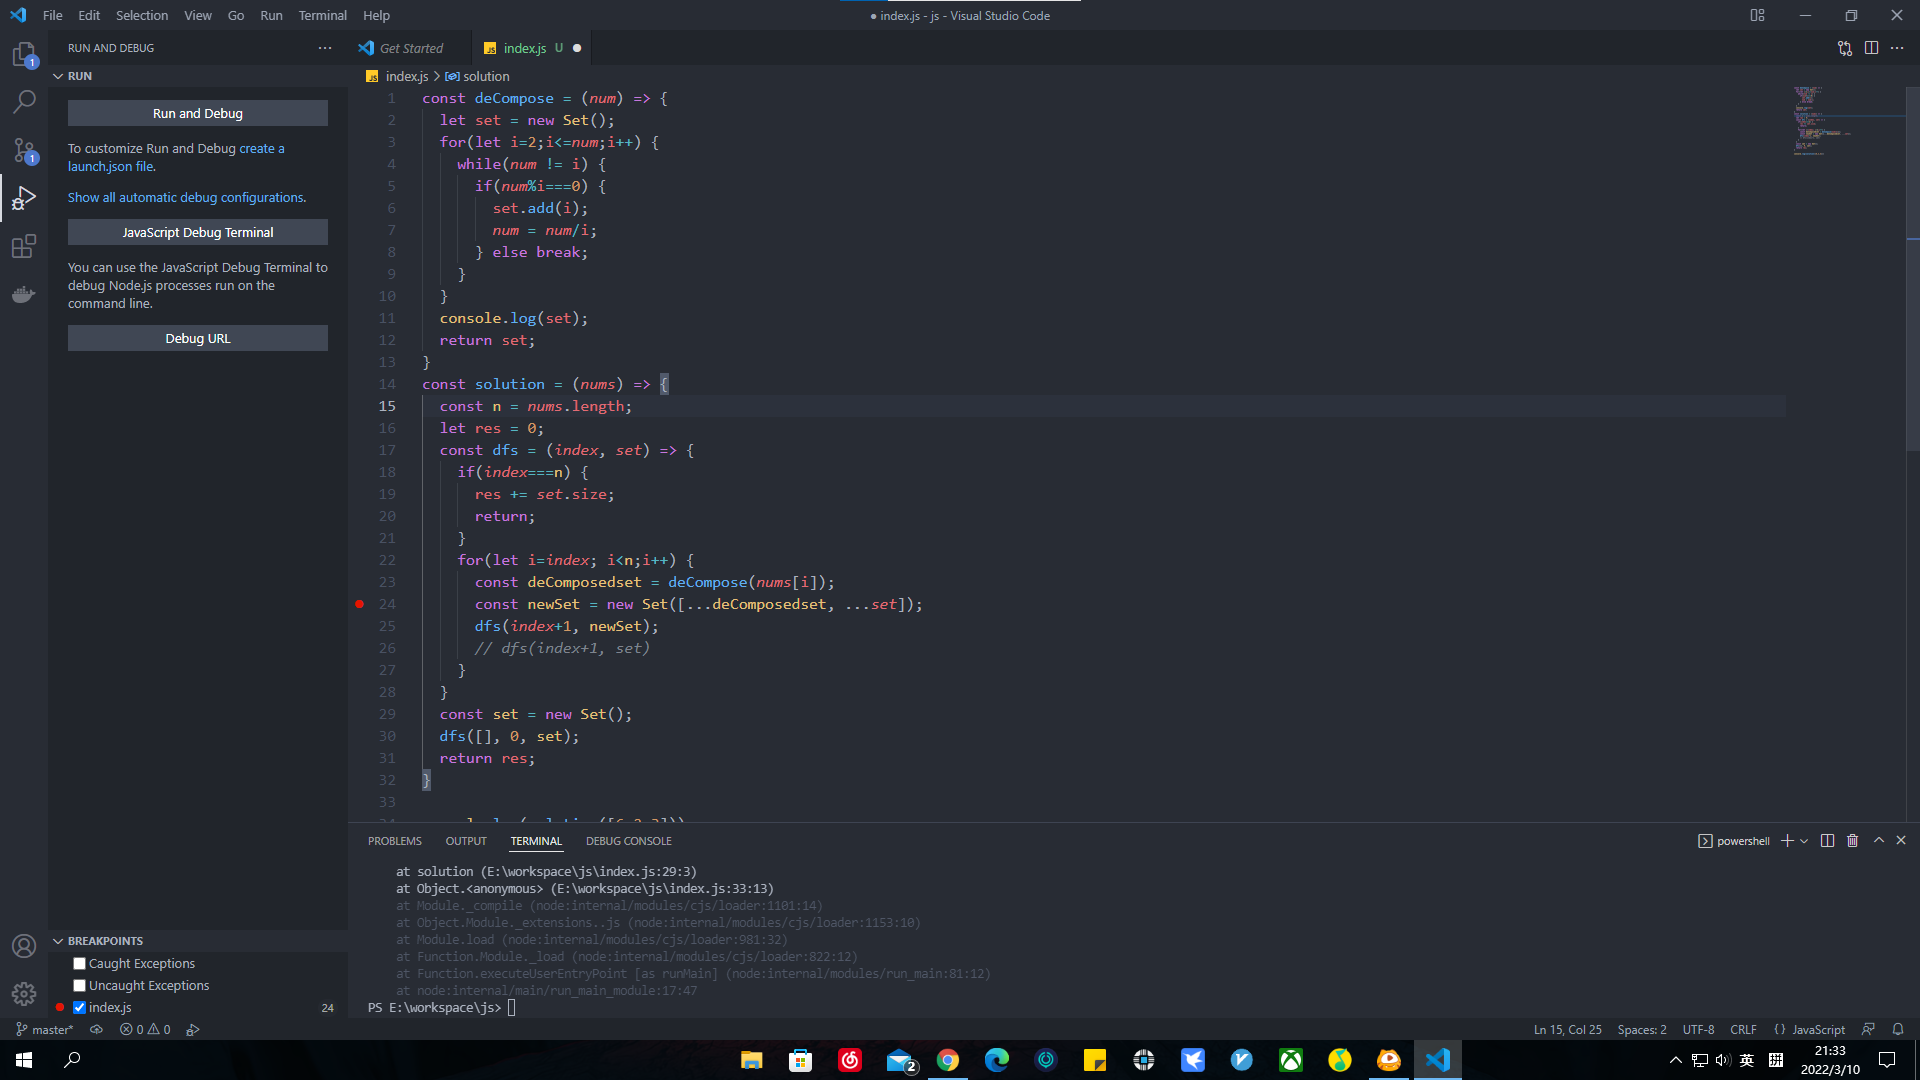 File Edit Selection View Go Run Terminal Help
● index.js - js - Visual Studio Code
RUN AND DEBUG
Get Started
JS index.js U
RUN
JS index.js > solution
Run and Debug
To customize Run and Debug create a
launch.json file.
Show all automatic debug configurations.
JavaScript Debug Terminal
You can use the JavaScript Debug Terminal to
debug Node.js processes run on the
command line.
Debug URL
1 const deCompose = (num) => {
2 let set = new Set();
3 for(let i=2;i<=num;i++) {
4 while(num != i) {
5 if(num%i===0) {
6 set.add(i);
7 num = num/i;
8 } else break;
9 }
10 }
11 console.log(set);
12 return set;
13 }
14 const solution = (nums) => {
15 const n = nums.length;
16 let res = 0;
17 const dfs = (index, set) => {
18 if(index===n) {
19 res += set.size;
20 return;
21 }
22 for(let i=index; i<n;i++) {
23 const deComposedset = deCompose(nums[i]);
24 const newSet = new Set([...deComposedset, ...set]);
25 dfs(index+1, newSet);
26 // dfs(index+1, set)
27 }
28 }
29 const set = new Set();
30 dfs([], 0, set);
31 return res;
32 }
33
PROBLEMS OUTPUT TERMINAL DEBUG CONSOLE
powershell
at solution (E:\workspace\js\index.js:29:3)
at Object.<anonymous> (E:\workspace\js\index.js:33:13)
at Module._compile (node:internal/modules/cjs/loader:1101:14)
at Object.Module._extensions..js (node:internal/modules/cjs/loader:1153:10)
at Module.load (node:internal/modules/cjs/loader:981:32)
at Function.Module._load (node:internal/modules/cjs/loader:822:12)
at Function.executeUserEntryPoint [as runMain] (node:internal/modules/run_main:81:12)
at node:internal/main/run_main_module:17:47
PS E:\workspace\js>
BREAKPOINTS
Caught Exceptions
Uncaught Exceptions
index.js 24
master* 0 0
Ln 15, Col 25 Spaces: 2 UTF-8 CRLF {} JavaScript
英
21:33
2022/3/10